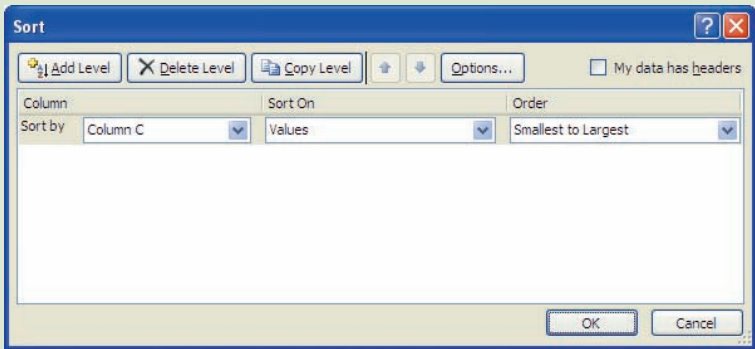 Sort
Add Level Delete Level Copy Level Options... My data has headers
Column Sort On Order
Sort by Column C Values Smallest to Largest
OK Cancel